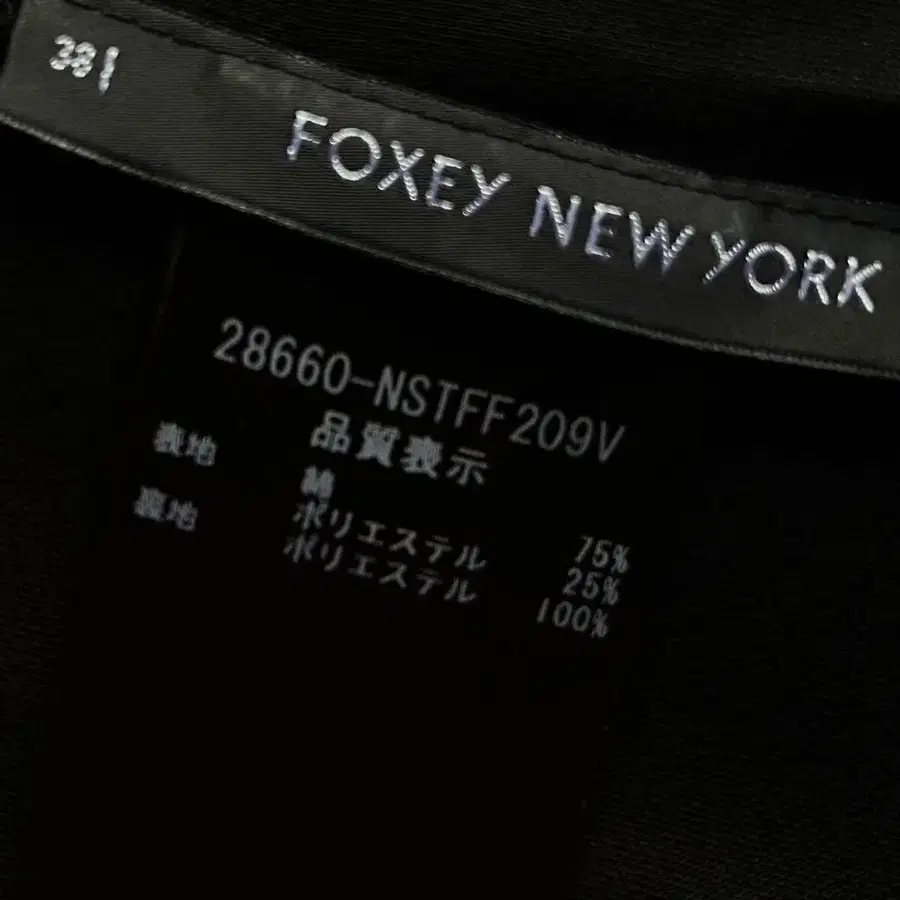 38
FOXEY NEW YORK
28660-NSTFF209V
品質表示
表地 綿 75%
ポリエステル 25%
裏地 ポリエステル 100%